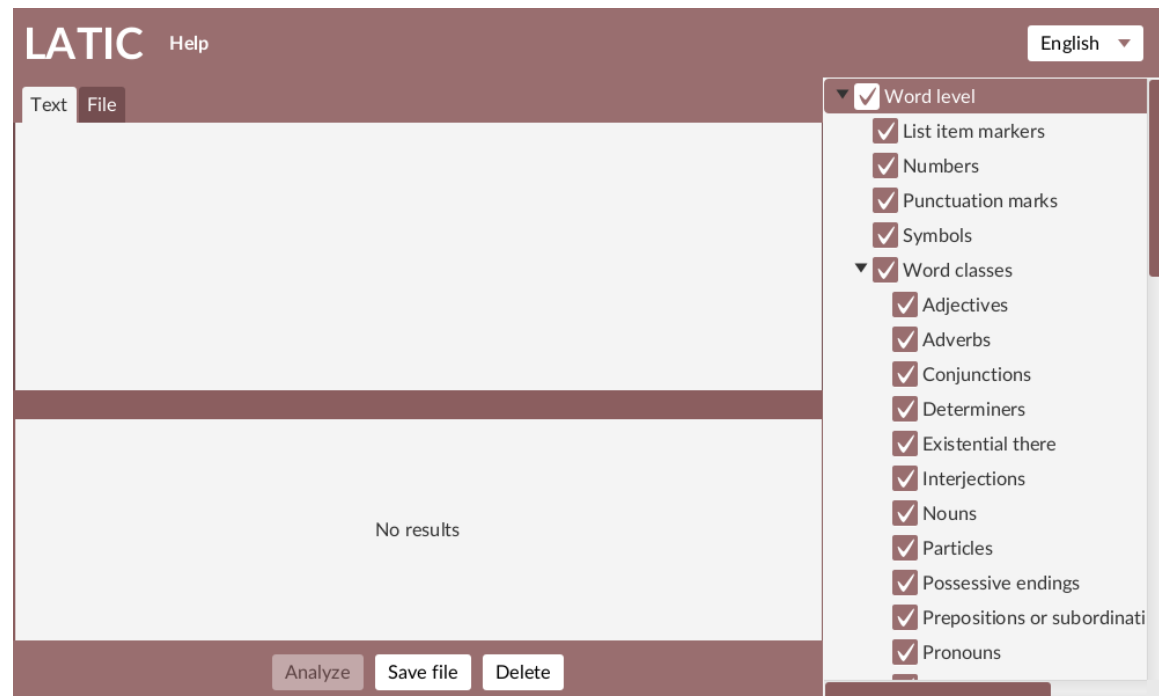 LATIC Help English
Text File
Word level
List item markers
Numbers
Punctuation marks
Symbols
Word classes
Adjectives
Adverbs
Conjunctions
Determiners
Existential there
Interjections
Nouns
Particles
Possessive endings
Prepositions or subordinati
Pronouns
No results
Analyze Save file Delete